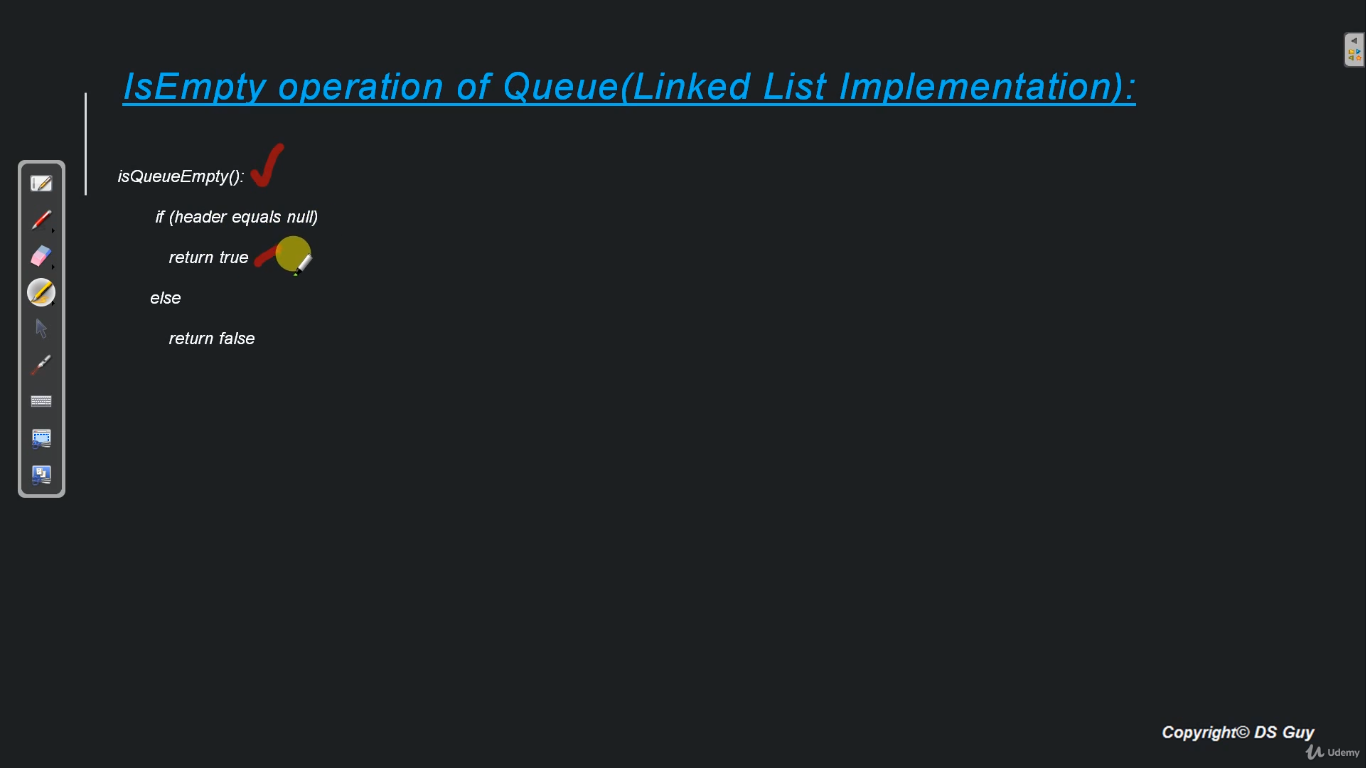 IsEmpty operation of Queue(Linked List Implementation):
isQueueEmpty():
if (header equals null)
return true
else
return false
Copyright© DS Guy
Udemy